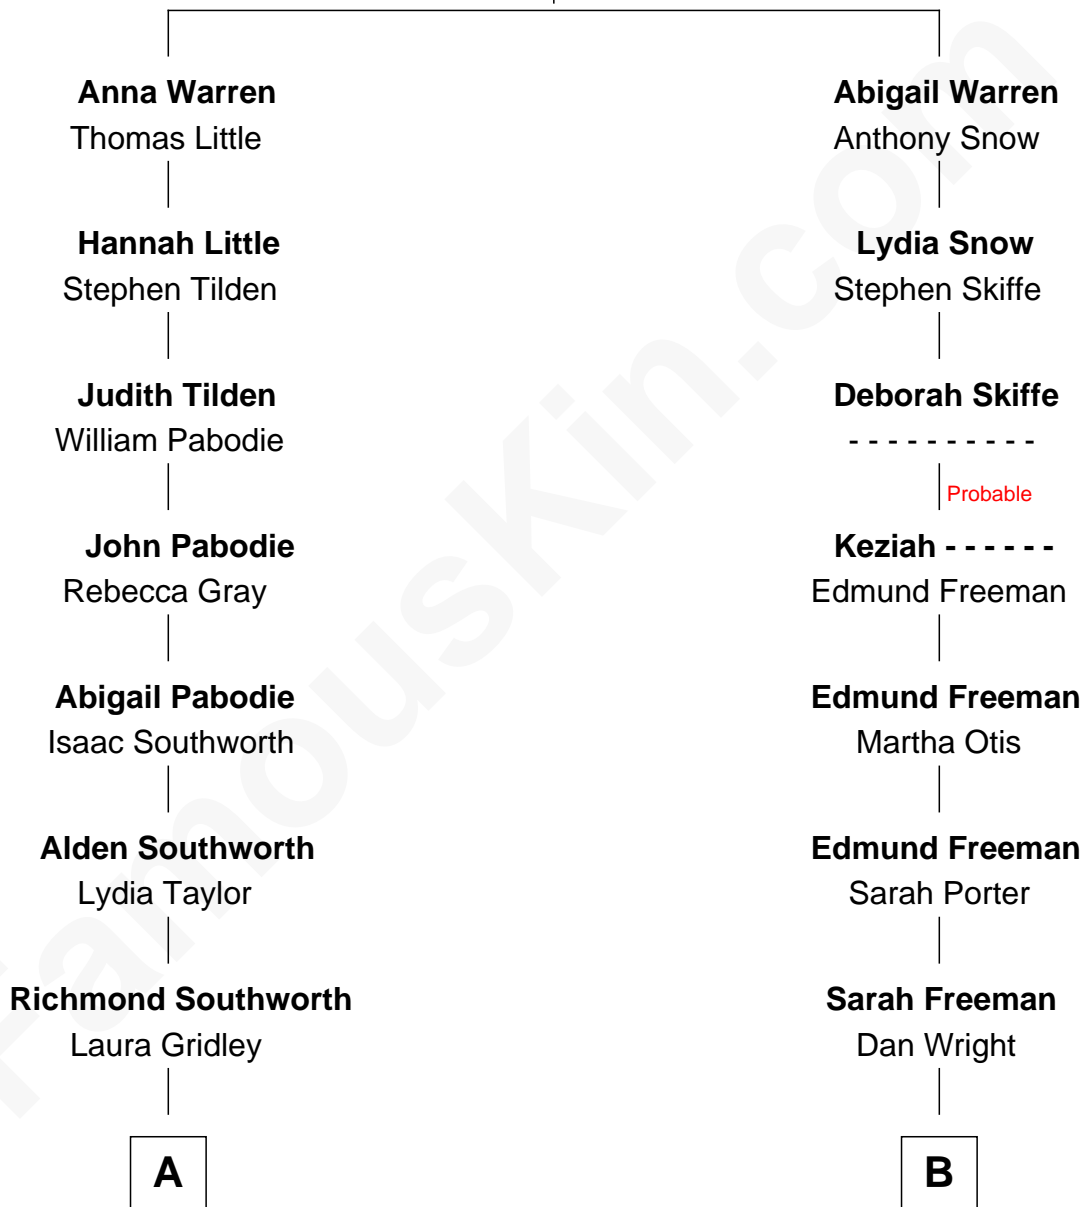 Anna Warren
Thomas Little
Hannah Little
Stephen Tilden
Judith Tilden
William Pabodie
John Pabodie
Rebecca Gray
Abigail Pabodie
Isaac Southworth
Alden Southworth
Lydia Taylor
Richmond Southworth
Laura Gridley
A
Abigail Warren
Anthony Snow
Lydia Snow
Stephen Skiffe
Deborah Skiffe
- - - - - - - - - -
Probable
Keziah - - - - - -
Edmund Freeman
Edmund Freeman
Martha Otis
Edmund Freeman
Sarah Porter
Sarah Freeman
Dan Wright
B
FamousKin.com